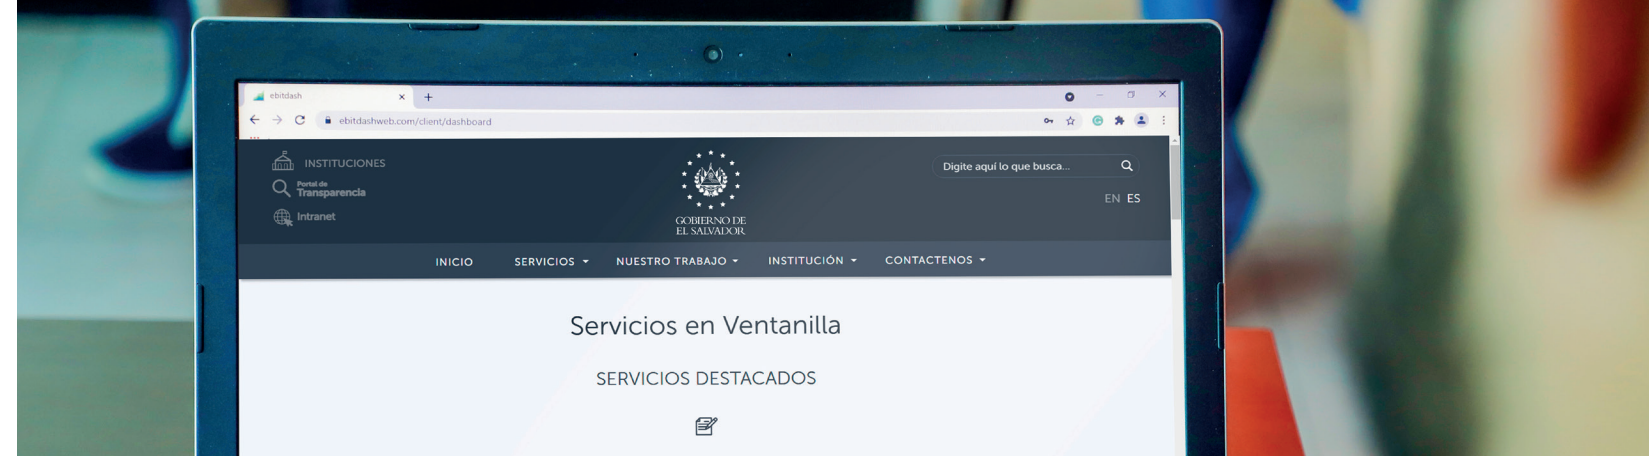 ebitdash
ebitdashweb.com/client/dashboard
INSTITUCIONES
Portal de
Transparencia
Intranet
GOBIERNO DE
EL SALVADOR
Digite aquí lo que busca...
EN ES
INICIO SERVICIOS NUESTRO TRABAJO INSTITUCIÓN CONTACTENOS
Servicios en Ventanilla
SERVICIOS DESTACADOS